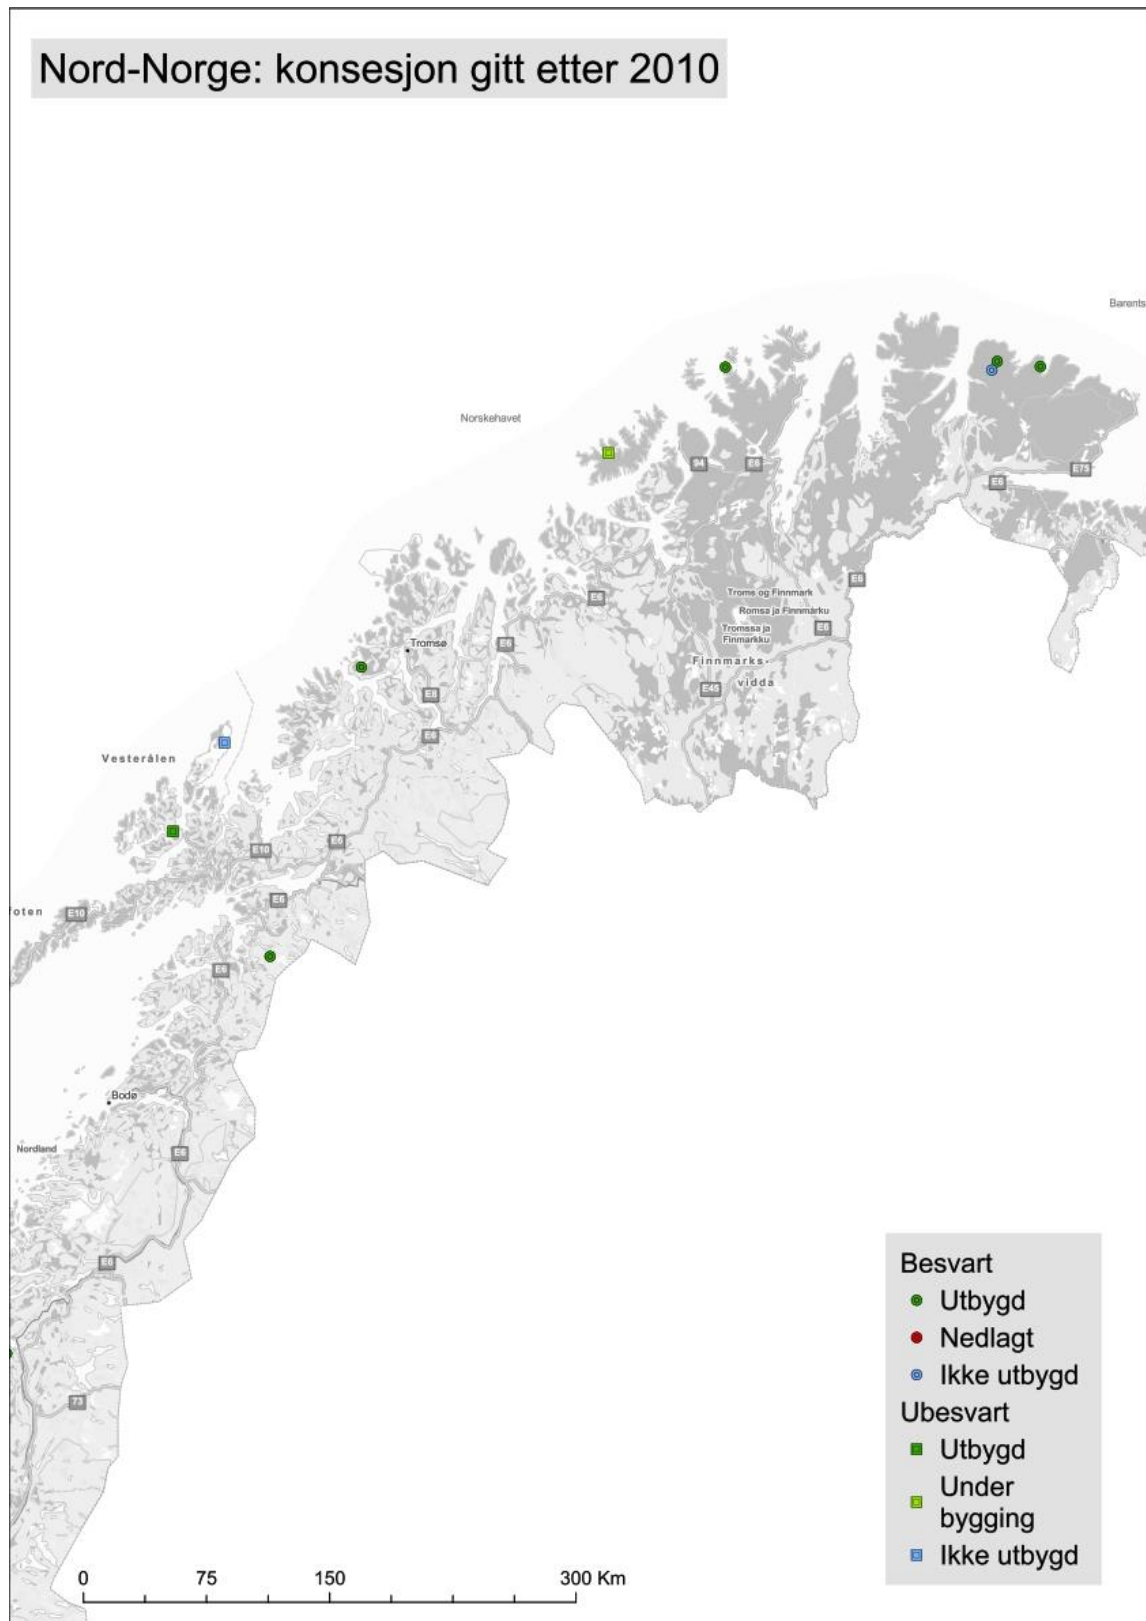 Nord-Norge: konsesjon gitt etter 2010
Barents
Norskehavet
94
E6
E75
E6
E6
Troms og Finnmark
Romsa ja Finnmárku
Tromssa ja
Finmarkku
E6
E6
Finnmarks-
vidda
E6
Tromsø
E8
E45
E6
Vesterålen
E10
E6
E6
foten
E10
E6
Bodø
Nordland
E6
E6
73
Besvart
Utbygd
Nedlagt
Ikke utbygd
Ubesvart
Utbygd
Under
bygging
Ikke utbygd
0 75 150 300 Km